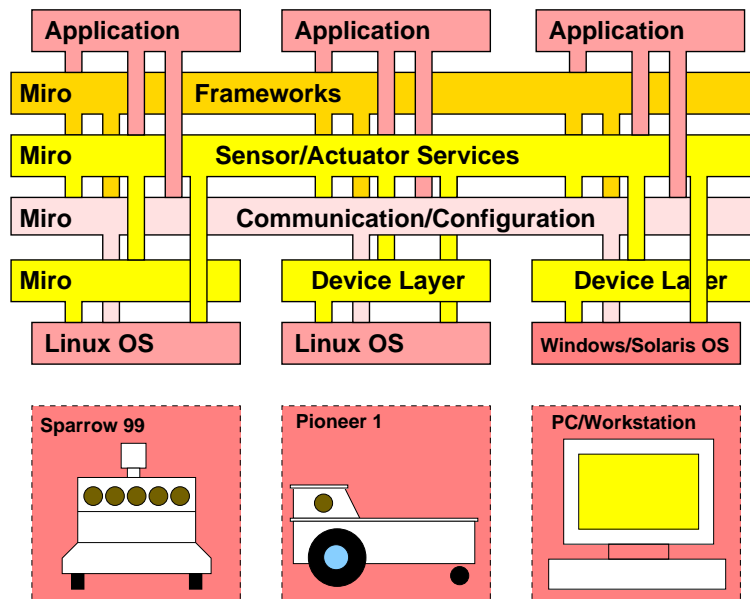 Application Application Application
Miro Frameworks
Miro Sensor/Actuator Services
Miro Communication/Configuration
Miro Device Layer Device Layer
Linux OS Linux OS Windows/Solaris OS
Sparrow 99 Pioneer 1 PC/Workstation